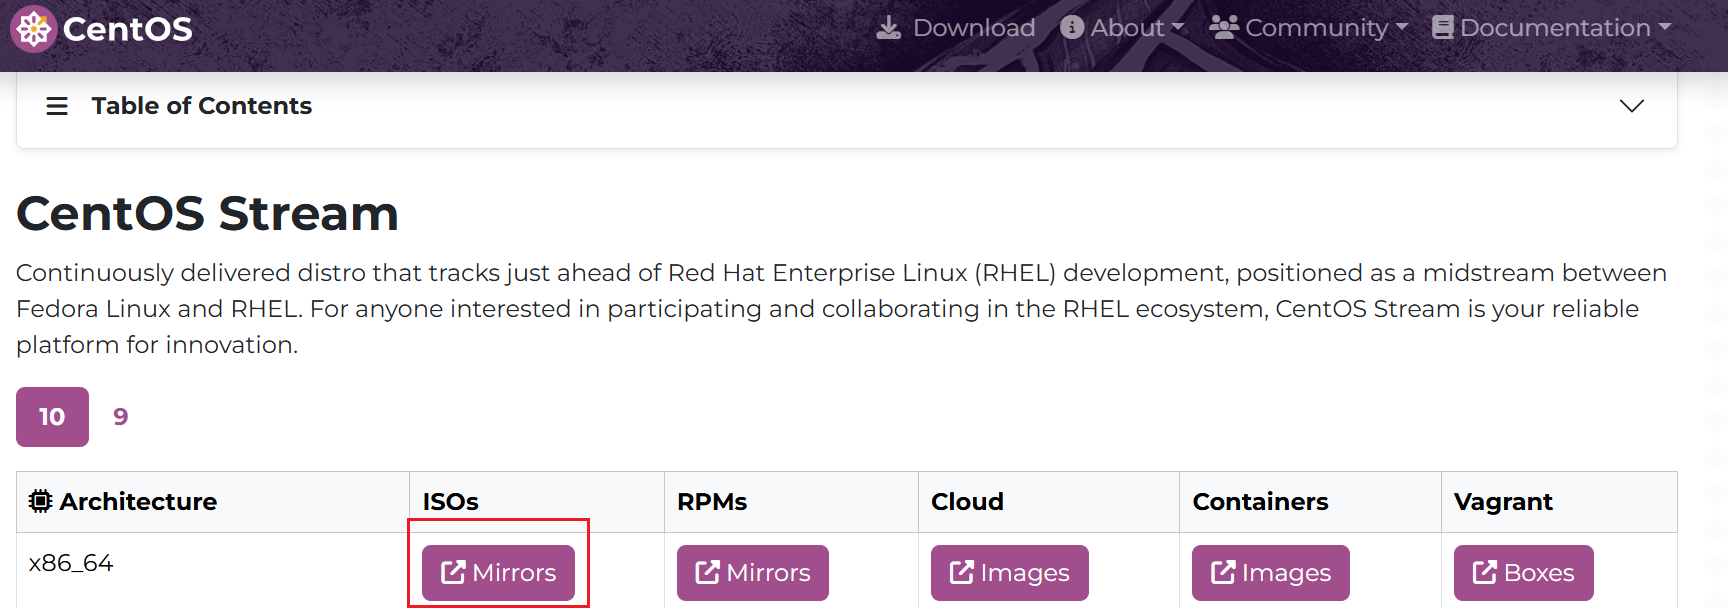 CentOS
Download About Community Documentation
Table of Contents
CentOS Stream
Continuously delivered distro that tracks just ahead of Red Hat Enterprise Linux (RHEL) development, positioned as a midstream between
Fedora Linux and RHEL. For anyone interested in participating and collaborating in the RHEL ecosystem, CentOS Stream is your reliable
platform for innovation.
10 9
Architecture ISOs RPMs Cloud Containers Vagrant
x86_64 Mirrors Mirrors Images Images Boxes